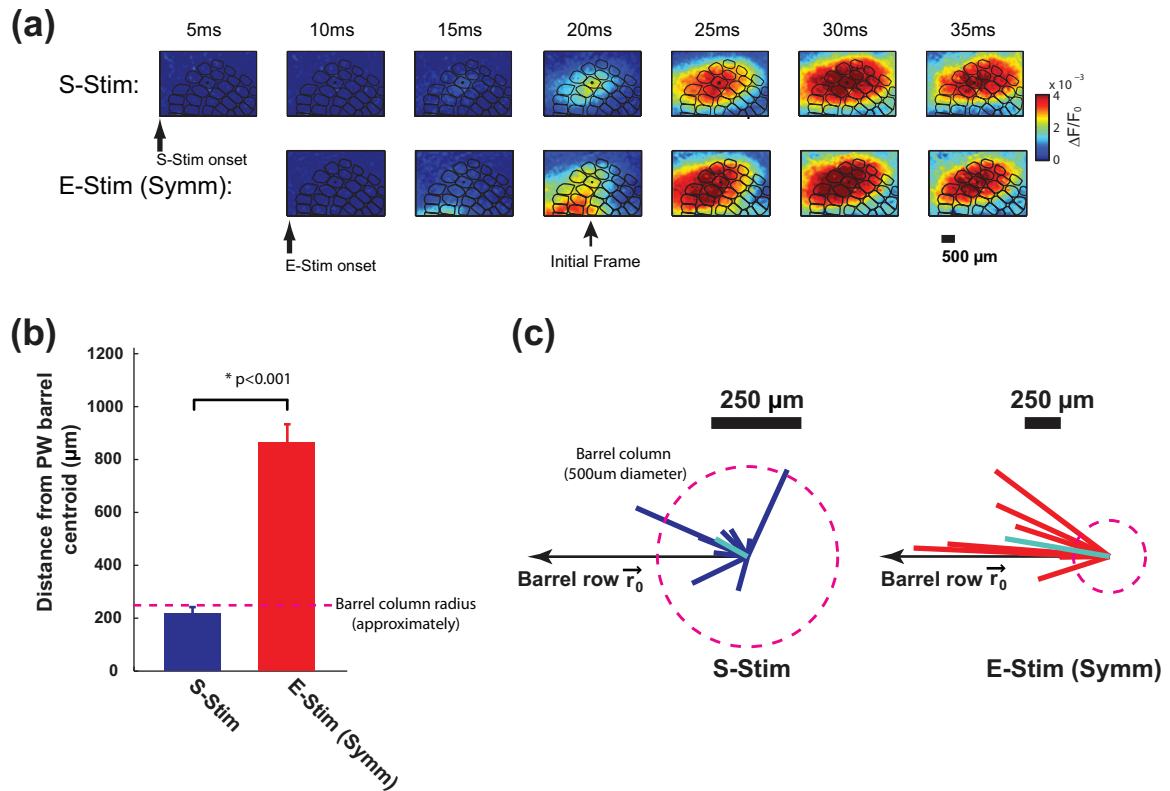 (a)
5ms 10ms 15ms 20ms 25ms 30ms 35ms
S-Stim:
S-Stim onset
E-Stim (Symm):
E-Stim onset
Initial Frame
500 µm
x 10⁻³
4
2
0
ΔF/F₀
(b)
Distance from PW barrel
centroid (µm)
1200
1000
800
600
400
200
0
* p<0.001
Barrel column radius
(approximately)
S-Stim
E-Stim (Symm)
(c)
250 µm
Barrel column
(500um diameter)
Barrel row r₀
S-Stim
250 µm
Barrel row r₀
E-Stim (Symm)